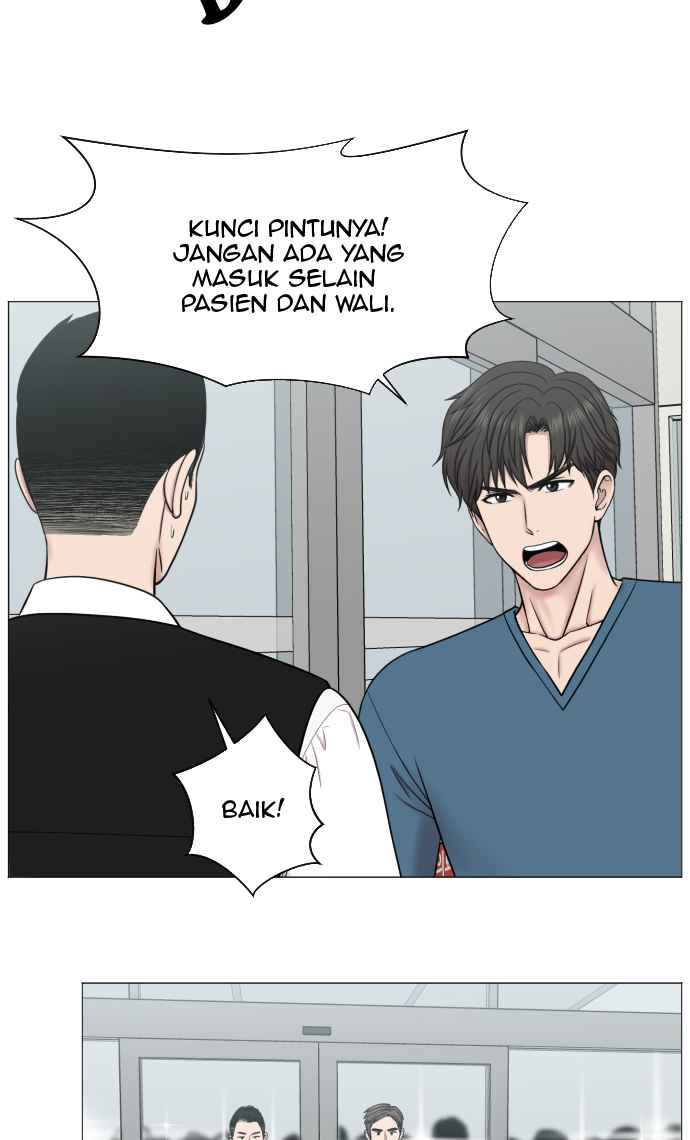 KUNCI PINTUNYA!
JANGAN ADA YANG
MASUK SELAIN
PASIEN DAN WALI.
BAIK!